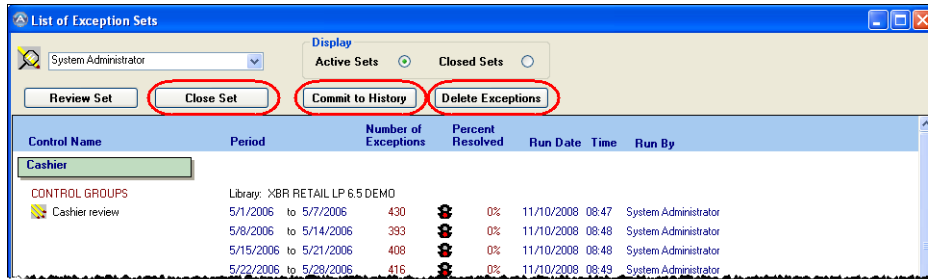 List of Exception Sets
Display
System Administrator
Active Sets
Closed Sets
Review Set
Close Set
Commit to History
Delete Exceptions
Control Name Period Number of Exceptions Percent Resolved Run Date Time Run By
Cashier
CONTROL GROUPS Library: XBR RETAIL LP 6.5 DEMO
Cashier review 5/1/2006 to 5/7/2006 430 0% 11/10/2008 08:47 System Administrator
5/8/2006 to 5/14/2006 393 0% 11/10/2008 08:48 System Administrator
5/15/2006 to 5/21/2006 408 0% 11/10/2008 08:48 System Administrator
5/22/2006 to 5/28/2006 416 0% 11/10/2008 08:49 System Administrator